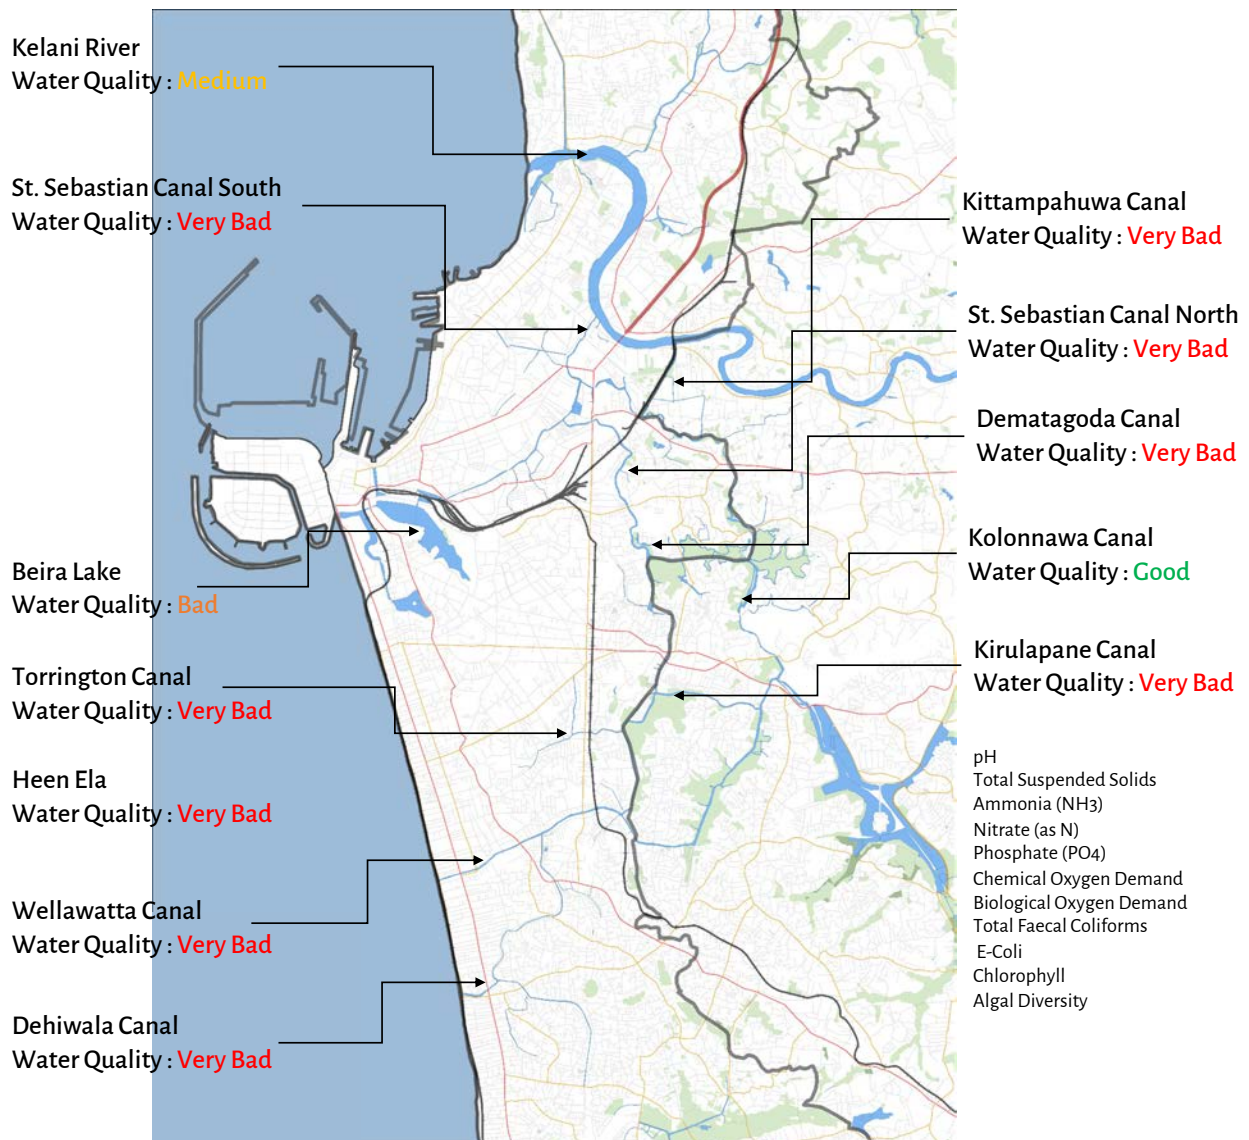 Kelani River
Water Quality : Medium
St. Sebastian Canal South
Water Quality : Very Bad
Beira Lake
Water Quality : Bad
Torrington Canal
Water Quality : Very Bad
Heen Ela
Water Quality : Very Bad
Wellawatta Canal
Water Quality : Very Bad
Dehiwala Canal
Water Quality : Very Bad
Kittampahuwa Canal
Water Quality : Very Bad
St. Sebastian Canal North
Water Quality : Very Bad
Dematagoda Canal
Water Quality : Very Bad
Kolonnawa Canal
Water Quality : Good
Kirulapane Canal
Water Quality : Very Bad
pH
Total Suspended Solids
Ammonia (NH3)
Nitrate (as N)
Phosphate (PO4)
Chemical Oxygen Demand
Biological Oxygen Demand
Total Faecal Coliforms
E-Coli
Chlorophyll
Algal Diversity